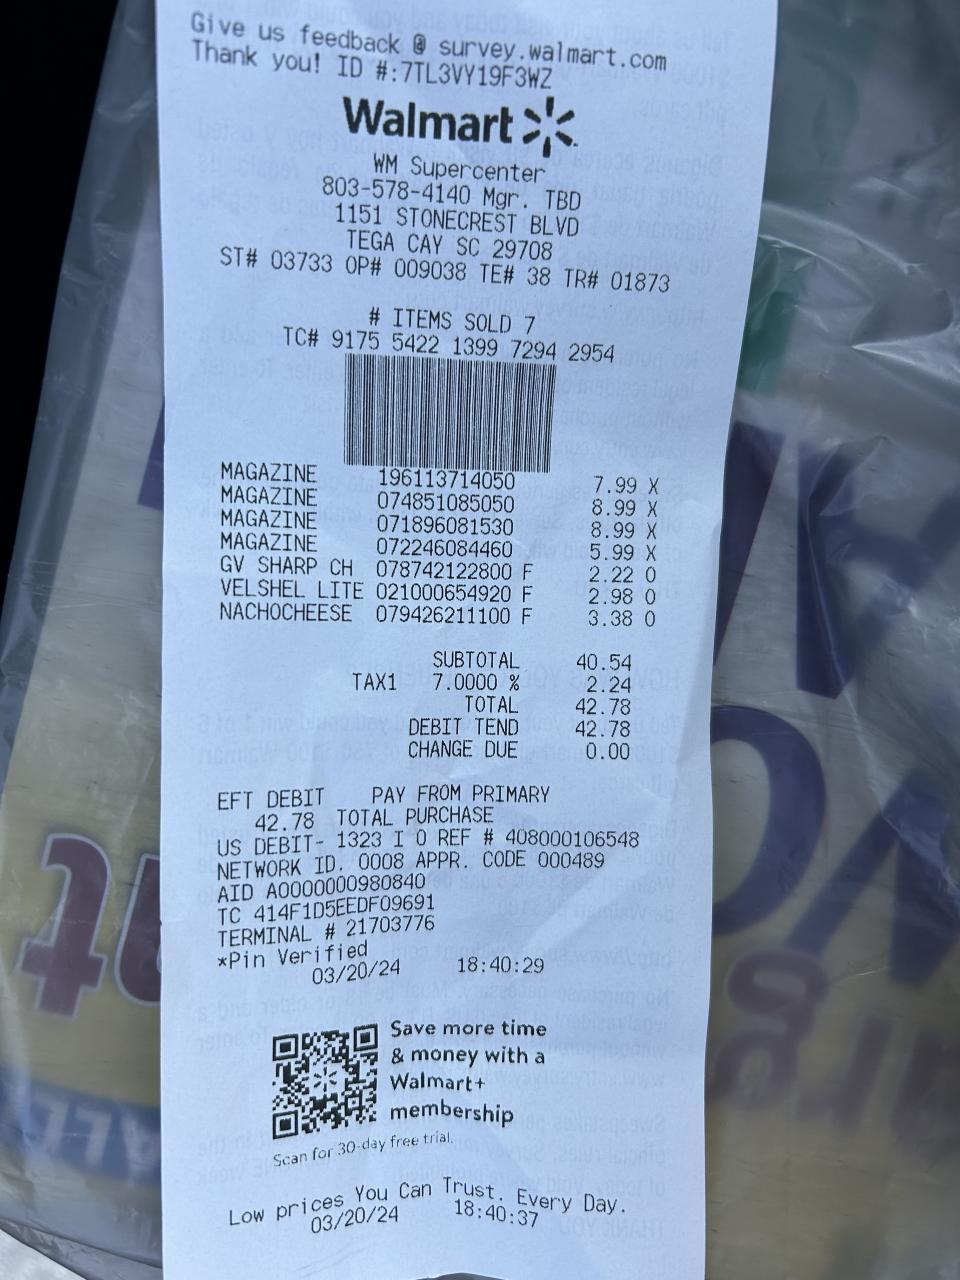 Give us feedback @ survey.walmart.com
Thank you! ID #:7TL3VY19F3WZ
Walmart
WM Supercenter
803-578-4140 Mgr. TBD
1151 STONECREST BLVD
TEGA CAY SC 29708
ST# 03733 OP# 009038 TE# 38 TR# 01873
# ITEMS SOLD 7
TC# 9175 5422 1399 7294 2954
MAGAZINE 196113714050 7.99 X
MAGAZINE 074851085050 8.99 X
MAGAZINE 071896081530 8.99 X
MAGAZINE 072246084460 5.99 X
GV SHARP CH 078742122800 F 2.22 O
VELSHEL LITE 021000654920 F 2.98 O
NACHOCHEESE 079426211100 F 3.38 O
SUBTOTAL 40.54
TAX1 7.0000 % 2.24
TOTAL 42.78
DEBIT TEND 42.78
CHANGE DUE 0.00
EFT DEBIT PAY FROM PRIMARY
42.78 TOTAL PURCHASE
US DEBIT- 1323 I 0 REF # 408000106548
NETWORK ID. 0008 APPR. CODE 000489
AID A0000000980840
TC 414F1D5EEDF09691
TERMINAL # 21703776
*Pin Verified
03/20/24 18:40:29
Save more time
& money with a
Walmart+
membership
Scan for 30-day free trial.
Low prices You Can Trust. Every Day.
03/20/24 18:40:37